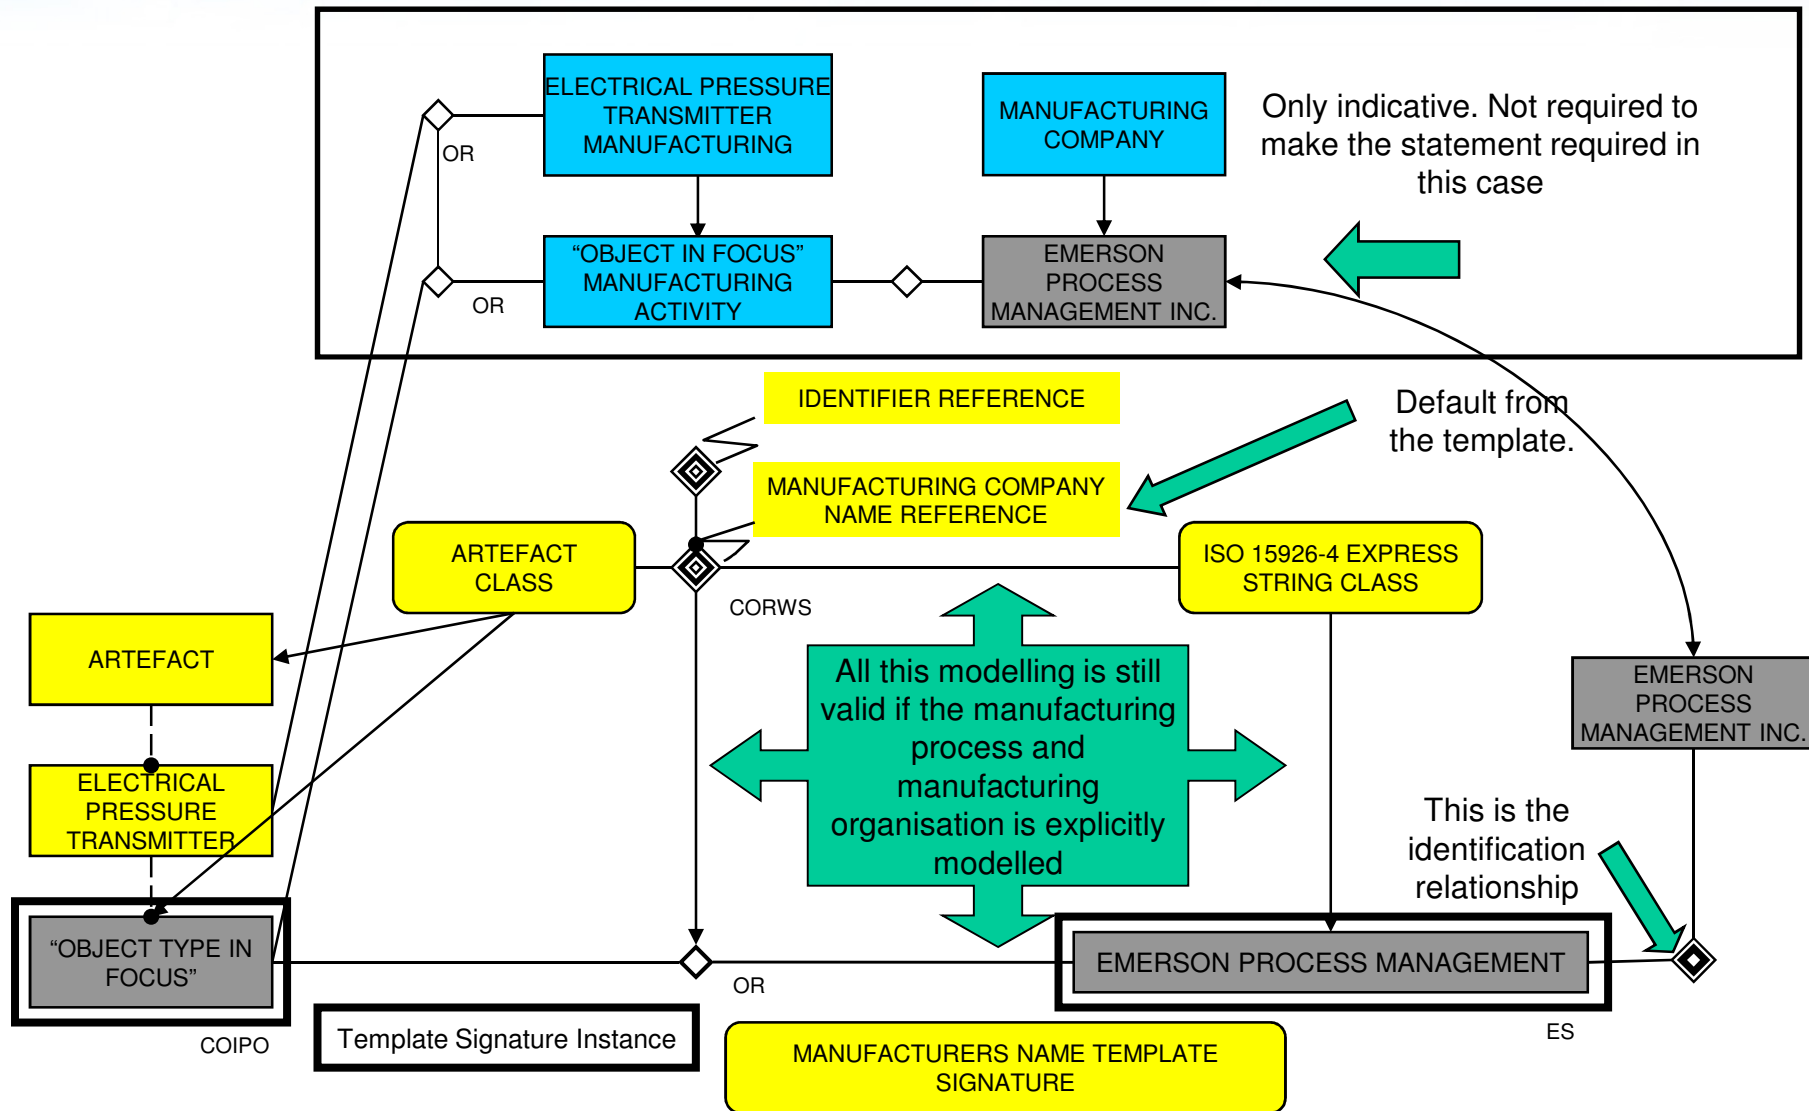 ELECTRICAL PRESSURE
TRANSMITTER
MANUFACTURING
MANUFACTURING
COMPANY
Only indicative. Not required to
make the statement required in
this case
OR
“OBJECT IN FOCUS”
MANUFACTURING
ACTIVITY
EMERSON
PROCESS
MANAGEMENT INC.
OR
IDENTIFIER REFERENCE
Default from
the template.
MANUFACTURING COMPANY
NAME REFERENCE
ARTEFACT
CLASS
ISO 15926-4 EXPRESS
STRING CLASS
CORWS
ARTEFACT
All this modelling is still
valid if the manufacturing
process and
manufacturing
organisation is explicitly
modelled
EMERSON
PROCESS
MANAGEMENT INC.
ELECTRICAL
PRESSURE
TRANSMITTER
This is the
identification
relationship
“OBJECT TYPE IN
FOCUS”
EMERSON PROCESS MANAGEMENT
OR
COIPO
Template Signature Instance
ES
MANUFACTURERS NAME TEMPLATE
SIGNATURE